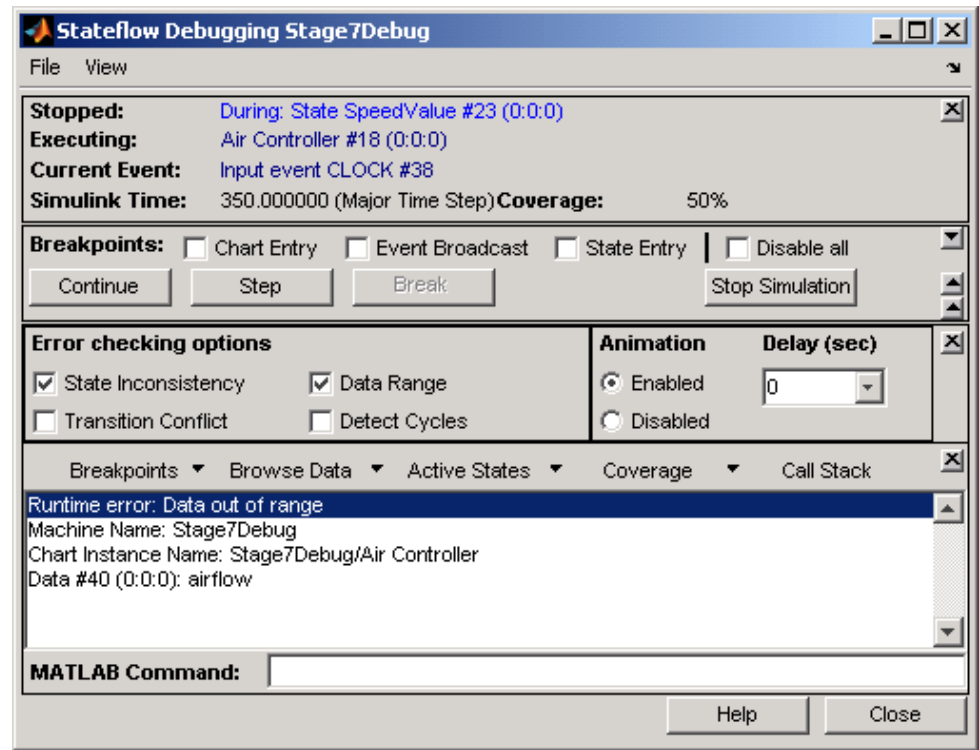 Stateflow Debugging Stage7Debug
File View
Stopped: During: State SpeedValue #23 (0:0:0)
Executing: Air Controller #18 (0:0:0)
Current Event: Input event CLOCK #38
Simulink Time: 350.000000 (Major Time Step) Coverage: 50%
Breakpoints: Chart Entry Event Broadcast State Entry Disable all
Continue Step Break Stop Simulation
Error checking options Animation Delay (sec)
State Inconsistency Data Range Enabled 0
Transition Conflict Detect Cycles Disabled
Breakpoints Browse Data Active States Coverage Call Stack
Runtime error: Data out of range
Machine Name: Stage7Debug
Chart Instance Name: Stage7Debug/Air Controller
Data #40 (0:0:0): airflow
MATLAB Command:
Help Close